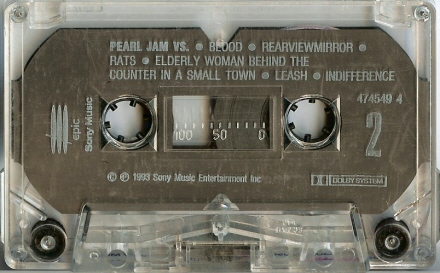 PEARL JAM VS. • BLOOD • REARVIEWMIRROR •
RATS • ELDERLY WOMAN BEHIND THE
COUNTER IN A SMALL TOWN • LEASH • INDIFFERENCE
474549 4
epic
Sony Music
100 50 0
2
℗ © 1993 Sony Music Entertainment Inc
DOLBY SYSTEM